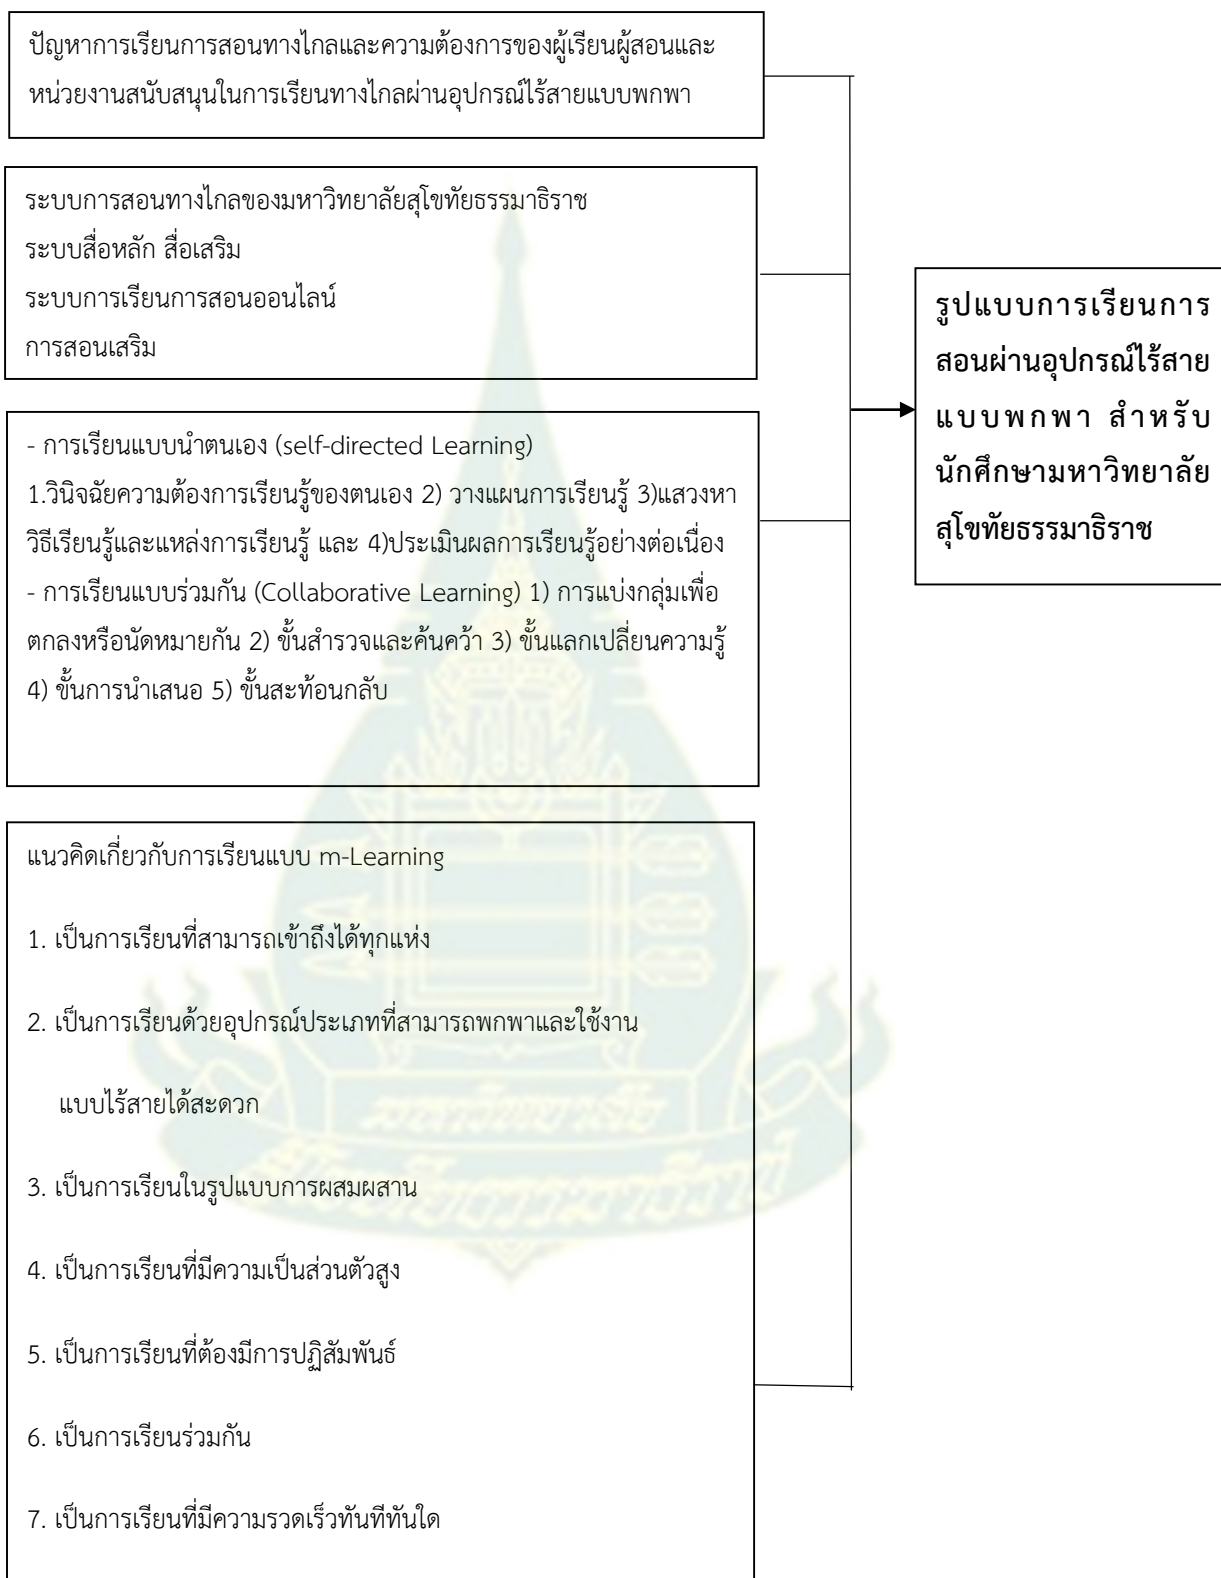 ปัญหาการเรียนการสอนทางไกลและความต้องการของผู้เรียนผู้สอนและ
หน่วยงานสนับสนุนในการเรียนทางไกลผ่านอุปกรณ์ไร้สายแบบพกพา
ระบบการสอนทางไกลของมหาวิทยาลัยสุโขทัยธรรมาธิราช
ระบบสื่อหลัก สื่อเสริม
ระบบการเรียนการสอนออนไลน์
การสอนเสริม
- การเรียนแบบนำตนเอง (self-directed Learning)
1.วินิจฉัยความต้องการเรียนรู้ของตนเอง 2) วางแผนการเรียนรู้ 3)แสวงหา
วิธีเรียนรู้และแหล่งการเรียนรู้ และ 4)ประเมินผลการเรียนรู้อย่างต่อเนื่อง
- การเรียนแบบร่วมกัน (Collaborative Learning) 1) การแบ่งกลุ่มเพื่อ
ตกลงหรือนัดหมายกัน 2) ขั้นสำรวจและค้นคว้า 3) ขั้นแลกเปลี่ยนความรู้
4) ขั้นการนำเสนอ 5) ขั้นสะท้อนกลับ
แนวคิดเกี่ยวกับการเรียนแบบ m-Learning
1. เป็นการเรียนที่สามารถเข้าถึงได้ทุกแห่ง
2. เป็นการเรียนด้วยอุปกรณ์ประเภทที่สามารถพกพาและใช้งาน
แบบไร้สายได้สะดวก
3. เป็นการเรียนในรูปแบบการผสมผสาน
4. เป็นการเรียนที่มีความเป็นส่วนตัวสูง
5. เป็นการเรียนที่ต้องมีการปฏิสัมพันธ์
6. เป็นการเรียนร่วมกัน
7. เป็นการเรียนที่มีความรวดเร็วทันทีทันใด
รูปแบบการเรียนการ
สอนผ่านอุปกรณ์ไร้สาย
แบบพกพา สำหรับ
นักศึกษามหาวิทยาลัย
สุโขทัยธรรมาธิราช
มหาวิทยาลัย
สุโขทัยธรรมาธิราช